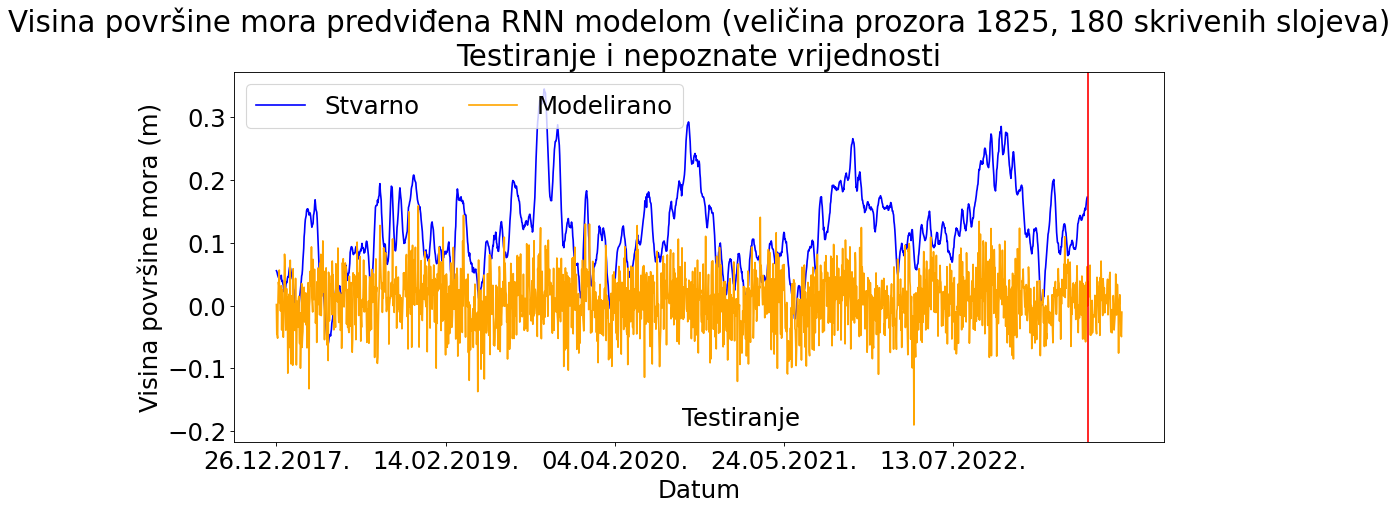 Visina površine mora predviđena RNN modelom (veličina prozora 1825, 180 skrivenih slojeva)
Testiranje i nepoznate vrijednosti
Stvarno
Modelirano
Visina površine mora (m)
0.3
0.2
0.1
0.0
−0.1
−0.2
Testiranje
26.12.2017.
14.02.2019.
04.04.2020.
24.05.2021.
13.07.2022.
Datum